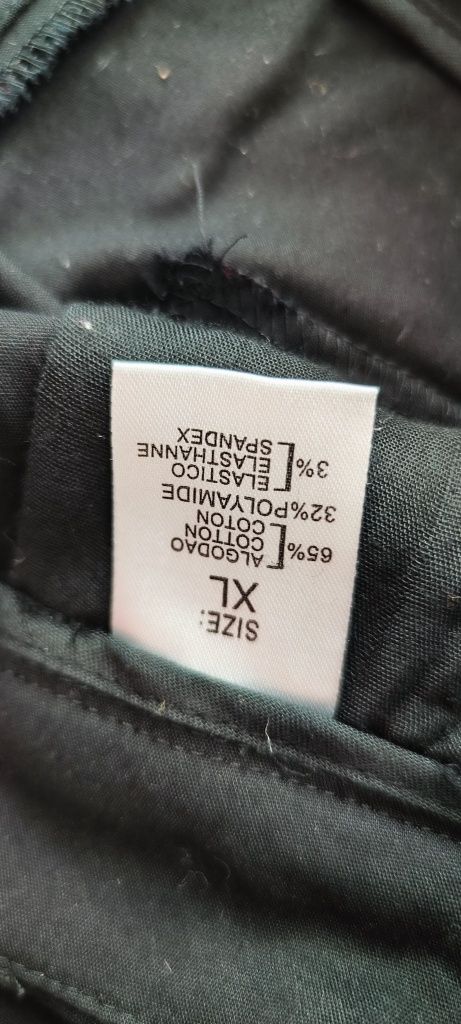 SIZE:
XL
ALGODAO
65% COTTON
COTON
32% POLYAMIDE
ELASTICO
3% ELASTHANNE
SPANDEX